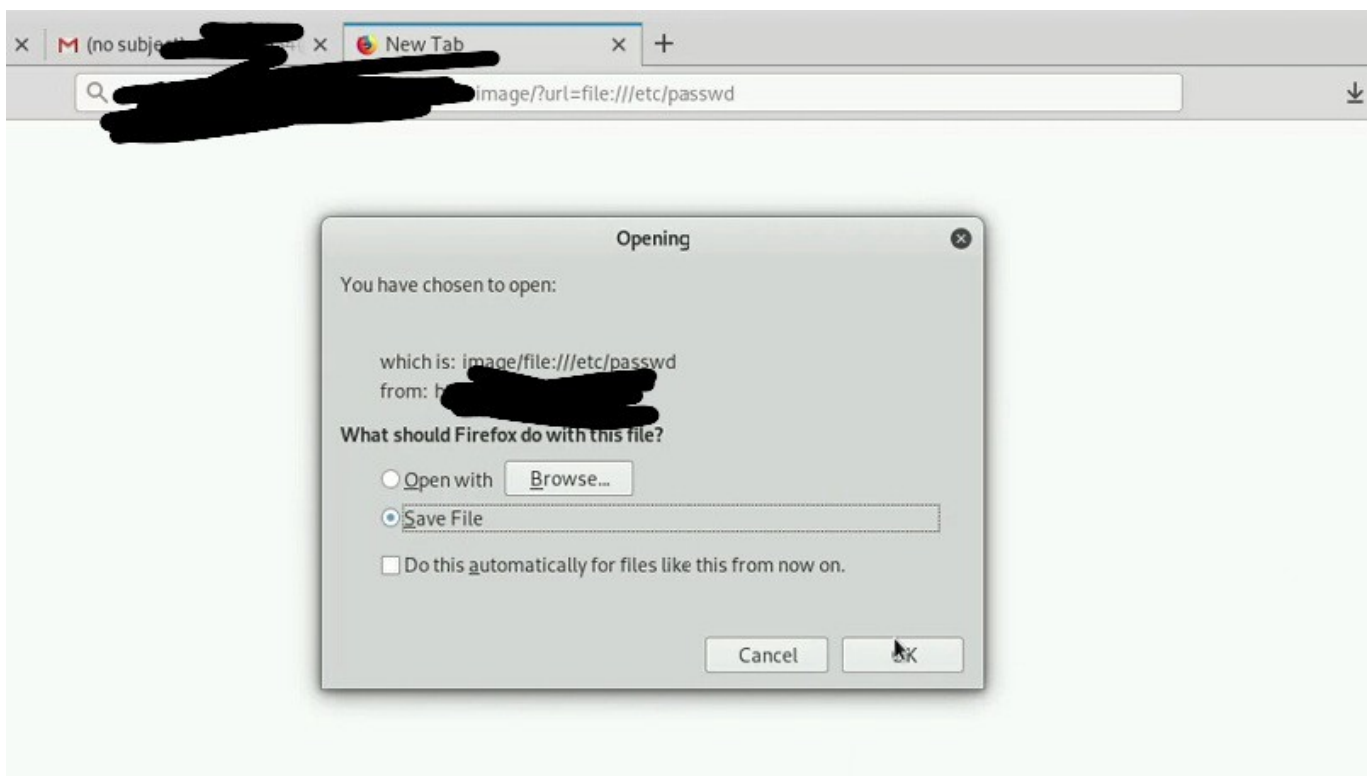 (no subject)
New Tab
image/?url=file:///etc/passwd
Opening
You have chosen to open:
which is: image/file:///etc/passwd
from:
What should Firefox do with this file?
Open with Browse...
Save File
Do this automatically for files like this from now on.
Cancel OK